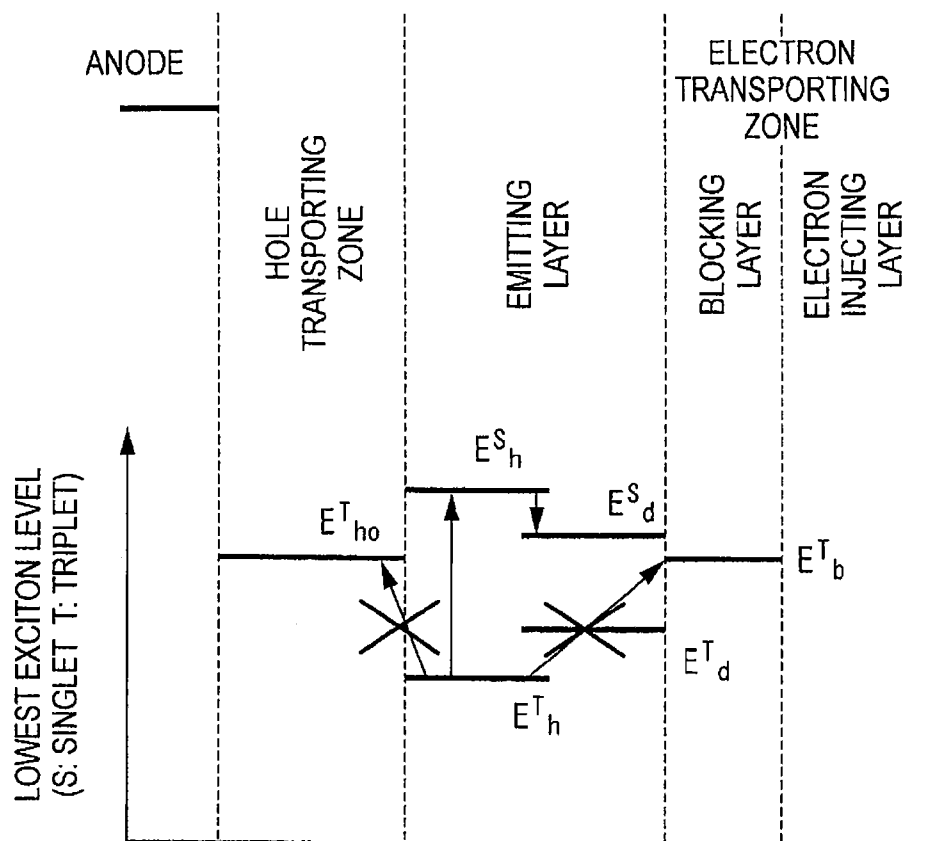 ANODE
ELECTRON
TRANSPORTING
ZONE
HOLE
TRANSPORTING
ZONE
EMITTING
LAYER
BLOCKING
LAYER
ELECTRON
INJECTING
LAYER
LOWEST EXCITON LEVEL
(S: SINGLET T: TRIPLET)
E^S_h
E^S_d
E^T_ho
E^T_b
E^T_d
E^T_h